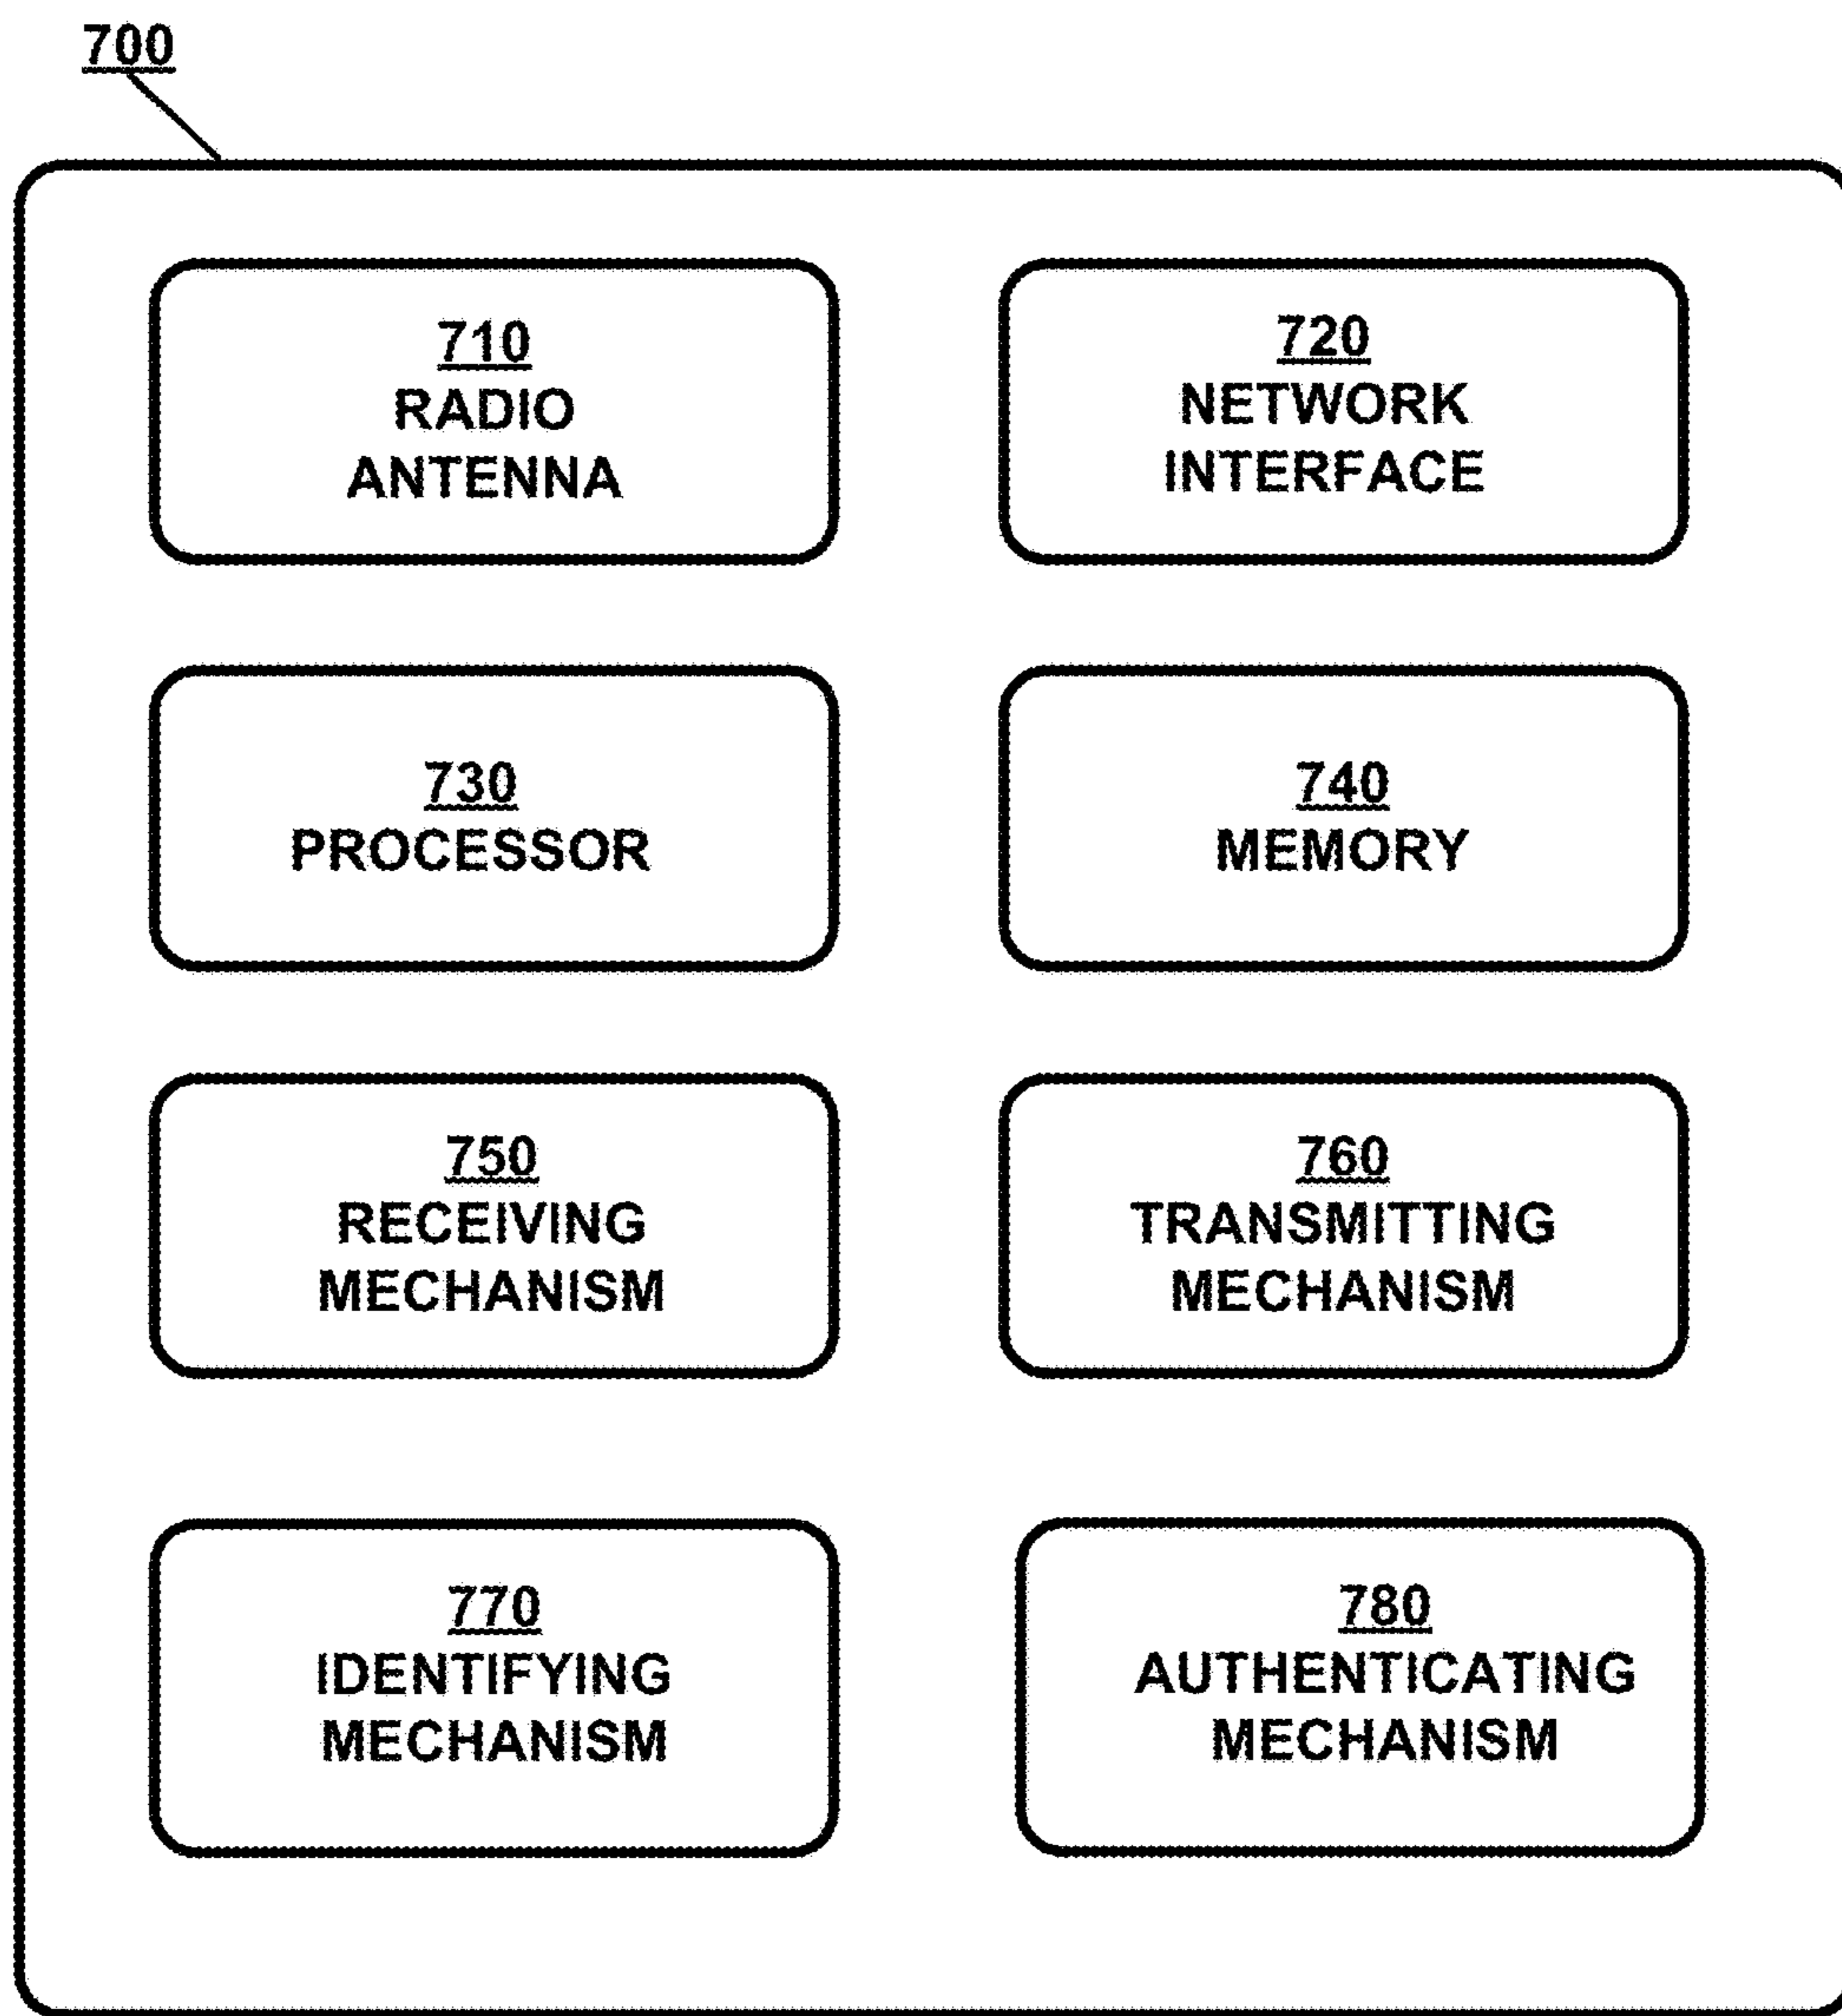 700
710
RADIO
ANTENNA
720
NETWORK
INTERFACE
730
PROCESSOR
740
MEMORY
750
RECEIVING
MECHANISM
760
TRANSMITTING
MECHANISM
770
IDENTIFYING
MECHANISM
780
AUTHENTICATING
MECHANISM